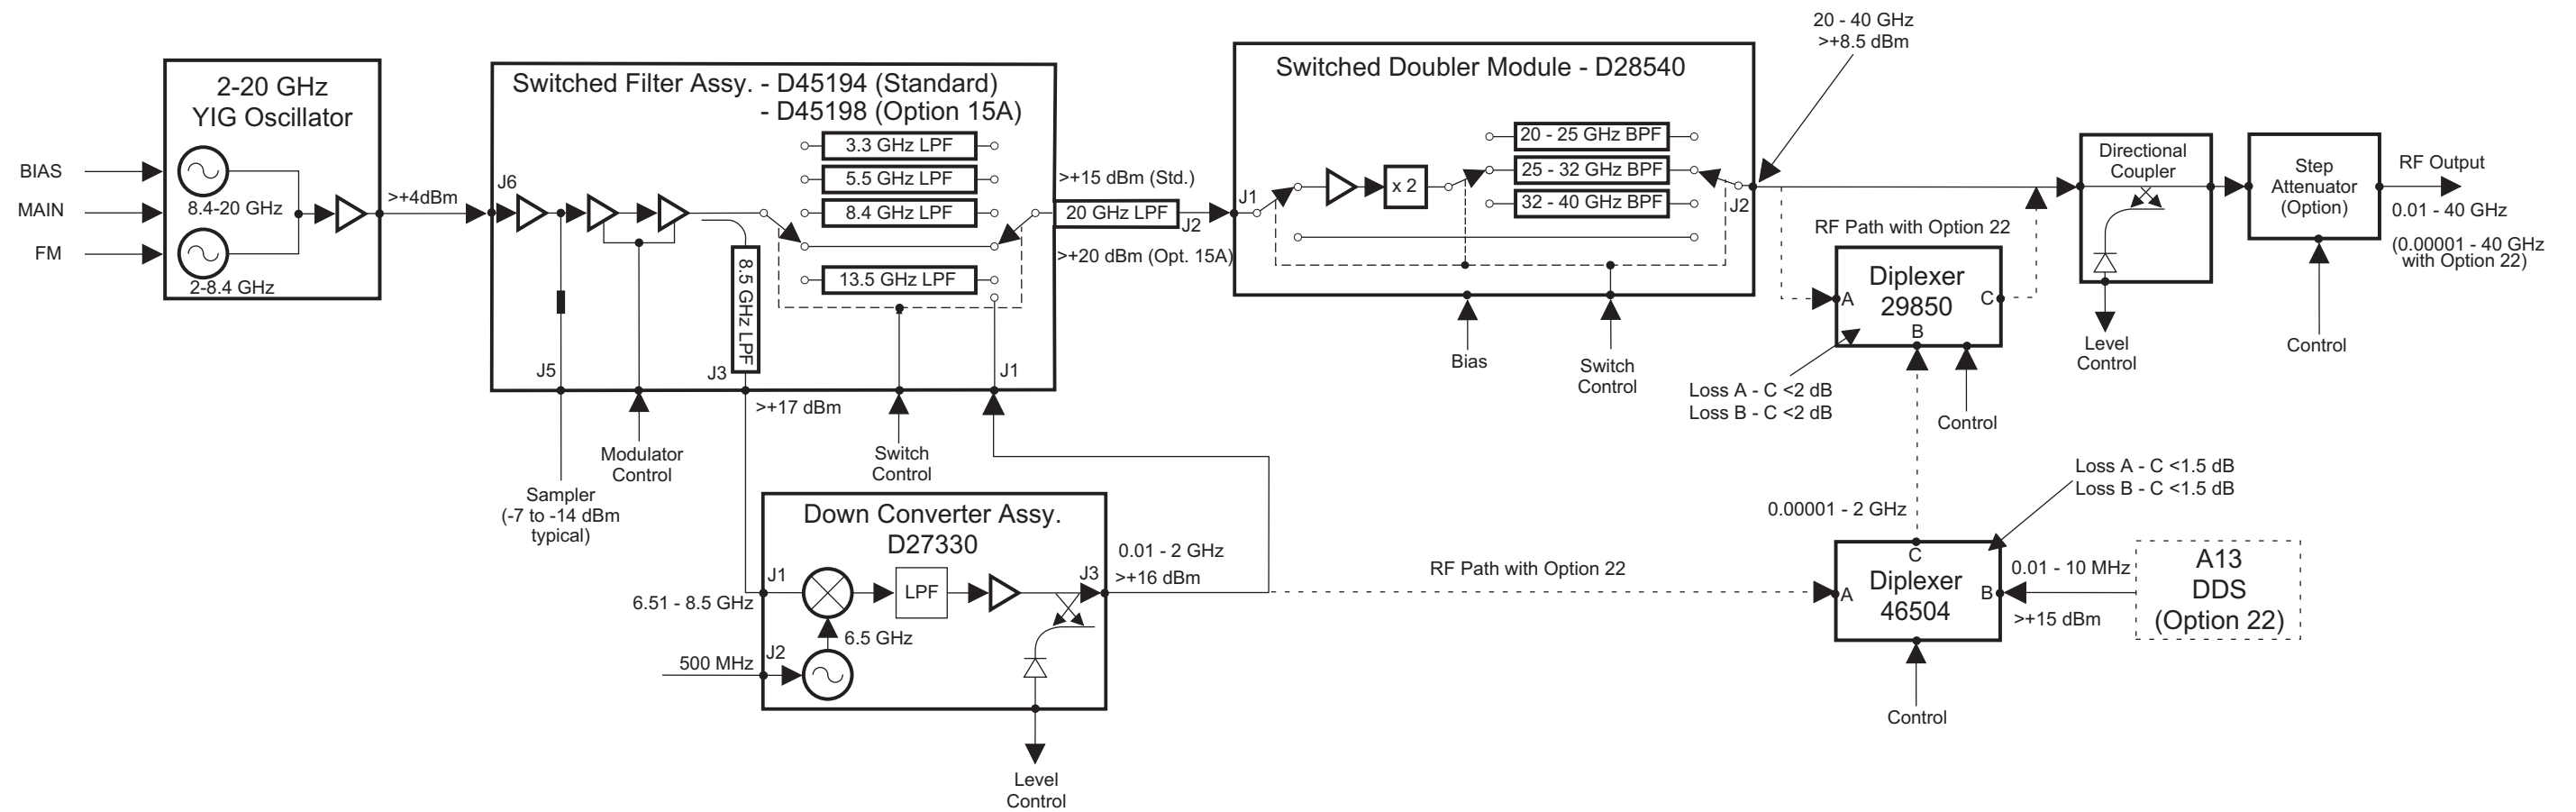 2-20 GHz
YIG Oscillator
BIAS
MAIN
FM
8.4-20 GHz
2-8.4 GHz
>+4dBm
Switched Filter Assy. - D45194 (Standard)
- D45198 (Option 15A)
J6
3.3 GHz LPF
5.5 GHz LPF
8.4 GHz LPF
13.5 GHz LPF
8.5 GHz LPF
J5
J3
J1
>+15 dBm (Std.)
20 GHz LPF
J2
>+20 dBm (Opt. 15A)
>+17 dBm
Sampler
(-7 to -14 dBm
typical)
Modulator
Control
Switch
Control
Down Converter Assy.
D27330
J1
6.51 - 8.5 GHz
LPF
J3
6.5 GHz
J2
500 MHz
0.01 - 2 GHz
>+16 dBm
Level
Control
Switched Doubler Module - D28540
J1
x 2
20 - 25 GHz BPF
25 - 32 GHz BPF
32 - 40 GHz BPF
J2
Bias
Switch
Control
20 - 40 GHz
>+8.5 dBm
RF Path with Option 22
Diplexer
29850
A
B
C
Loss A - C <2 dB
Loss B - C <2 dB
Control
Directional
Coupler
Level
Control
Step
Attenuator
(Option)
Control
RF Output
0.01 - 40 GHz
(0.00001 - 40 GHz
with Option 22)
RF Path with Option 22
0.00001 - 2 GHz
Loss A - C <1.5 dB
Loss B - C <1.5 dB
C
Diplexer
46504
A
B
Control
0.01 - 10 MHz
>+15 dBm
A13
DDS
(Option 22)